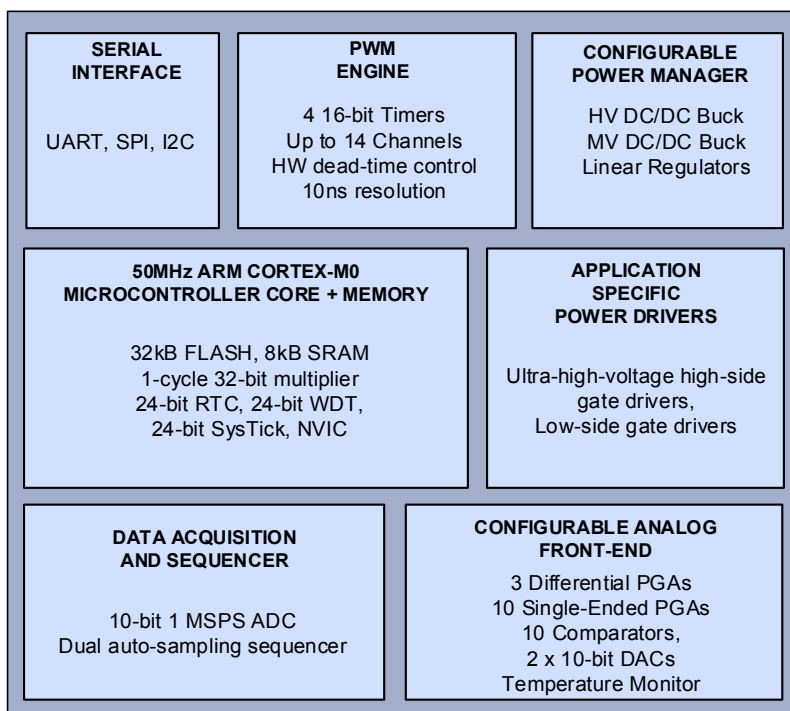 SERIAL
INTERFACE
UART, SPI, I2C
PWM
ENGINE
4 16-bit Timers
Up to 14 Channels
HW dead-time control
10ns resolution
CONFIGURABLE
POWER MANAGER
HV DC/DC Buck
MV DC/DC Buck
Linear Regulators
50MHz ARM CORTEX-M0
MICROCONTROLLER CORE + MEMORY
32kB FLASH, 8kB SRAM
1-cycle 32-bit multiplier
24-bit RTC, 24-bit WDT,
24-bit SysTick, NVIC
APPLICATION
SPECIFIC
POWER DRIVERS
Ultra-high-voltage high-side
gate drivers,
Low-side gate drivers
DATA ACQUISITION
AND SEQUENCER
10-bit 1 MSPS ADC
Dual auto-sampling sequencer
CONFIGURABLE ANALOG
FRONT-END
3 Differential PGAs
10 Single-Ended PGAs
10 Comparators,
2 x 10-bit DACs
Temperature Monitor